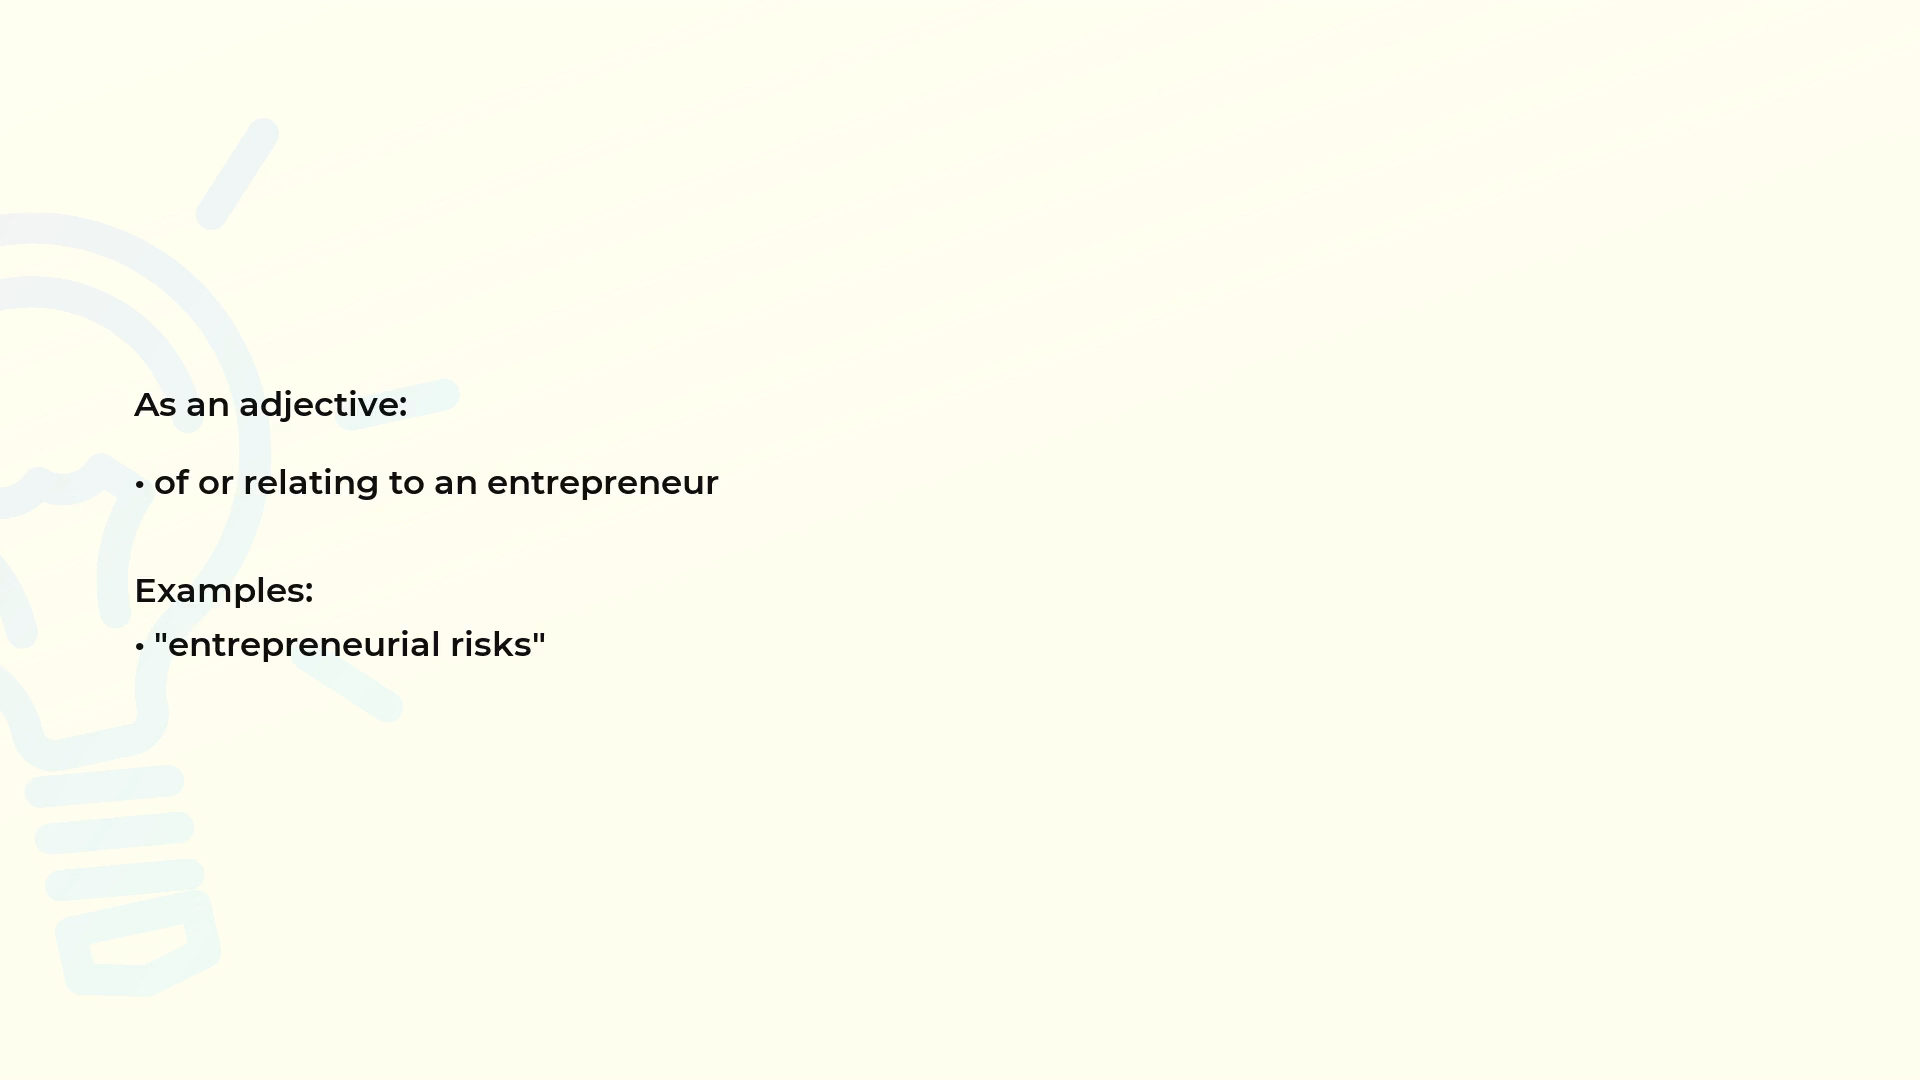 As an adjective:
• of or relating to an entrepreneur
Examples:
• "entrepreneurial risks"